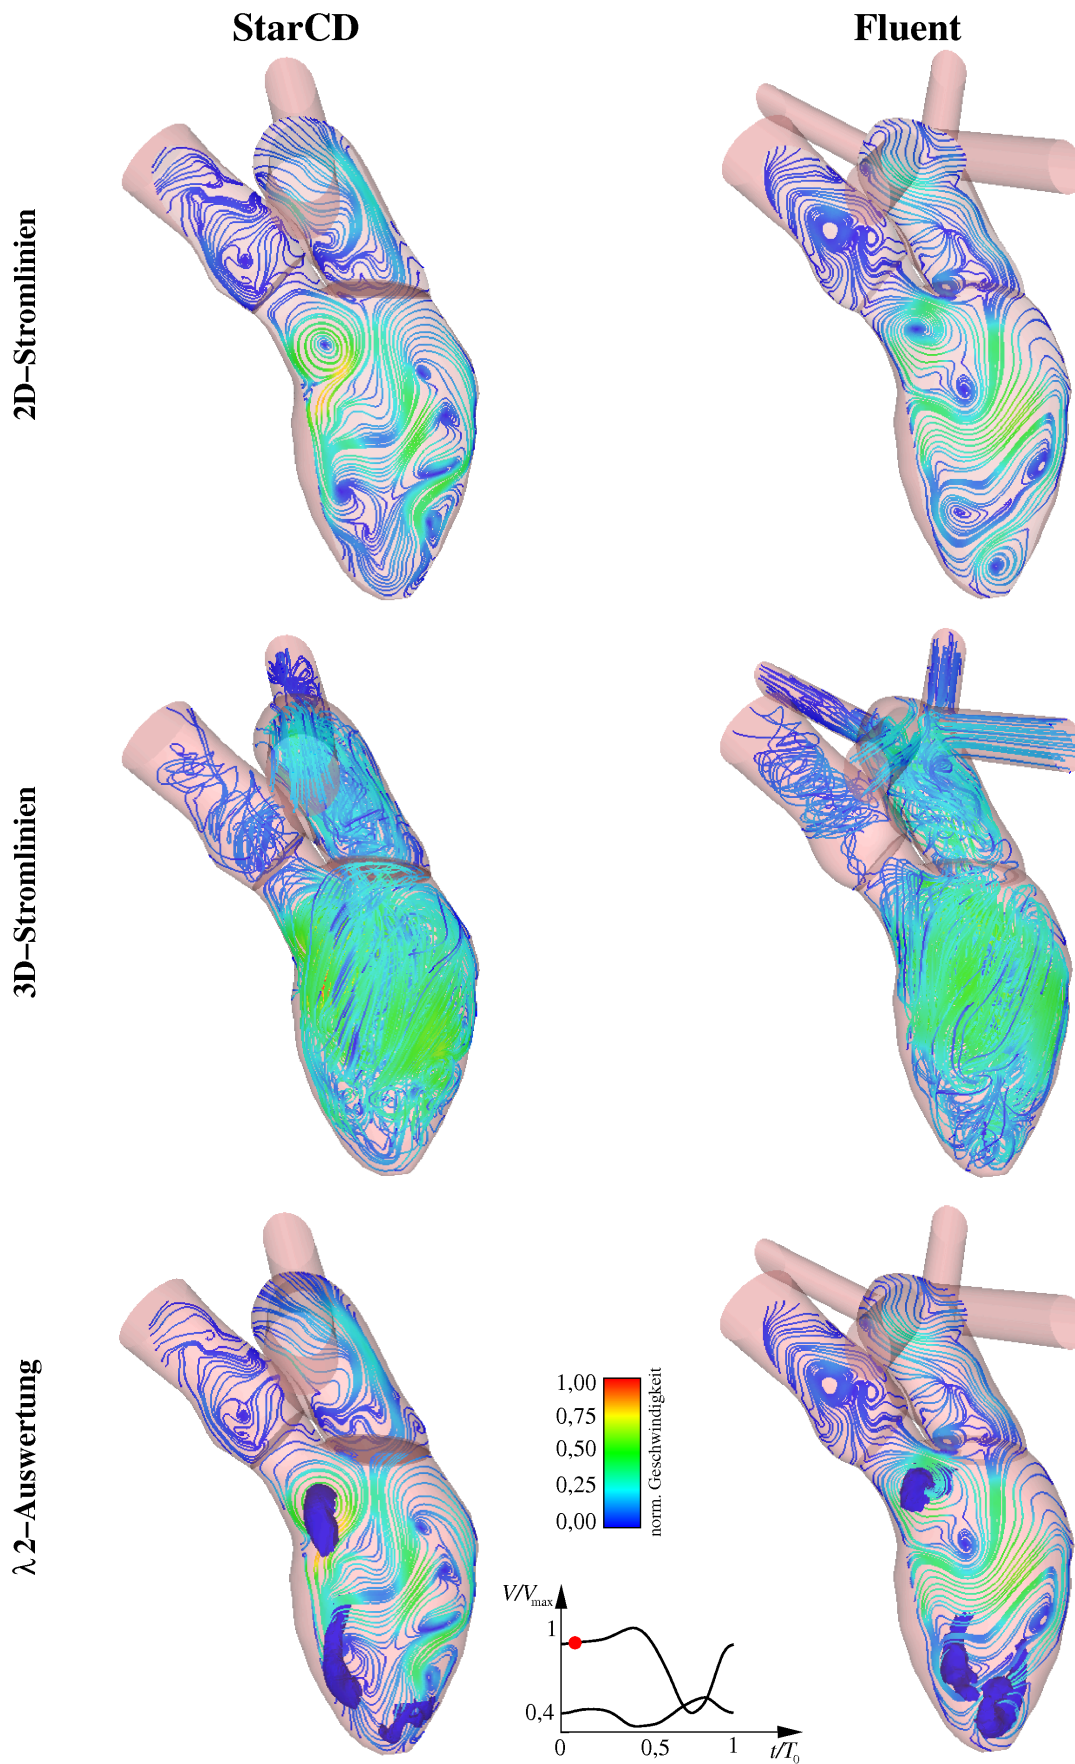 StarCD
Fluent
2D−Stromlinien
3D−Stromlinien
λ2−Auswertung
1,00
0,75
0,50
0,25
0,00
norm. Geschwindigkeit
V/Vmax
1
0,4
0
0,5
1
t/T0